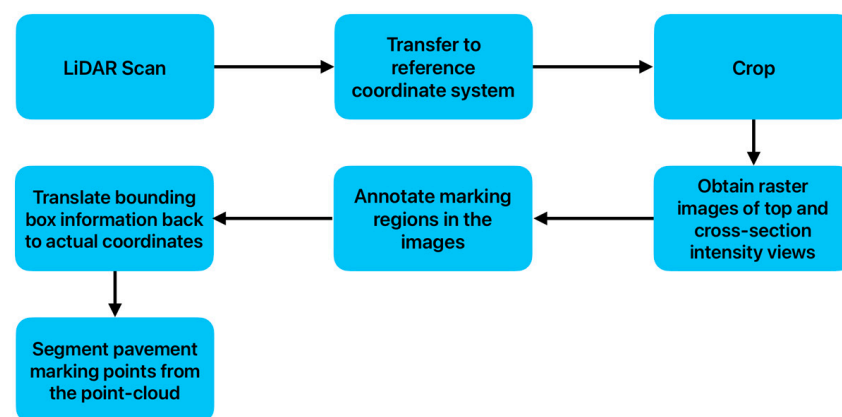 LiDAR Scan
Transfer to
reference
coordinate system
Crop
Obtain raster
images of top and
cross-section
intensity views
Annotate marking
regions in the
images
Translate bounding
box information back
to actual coordinates
Segment pavement
marking points from
the point-cloud